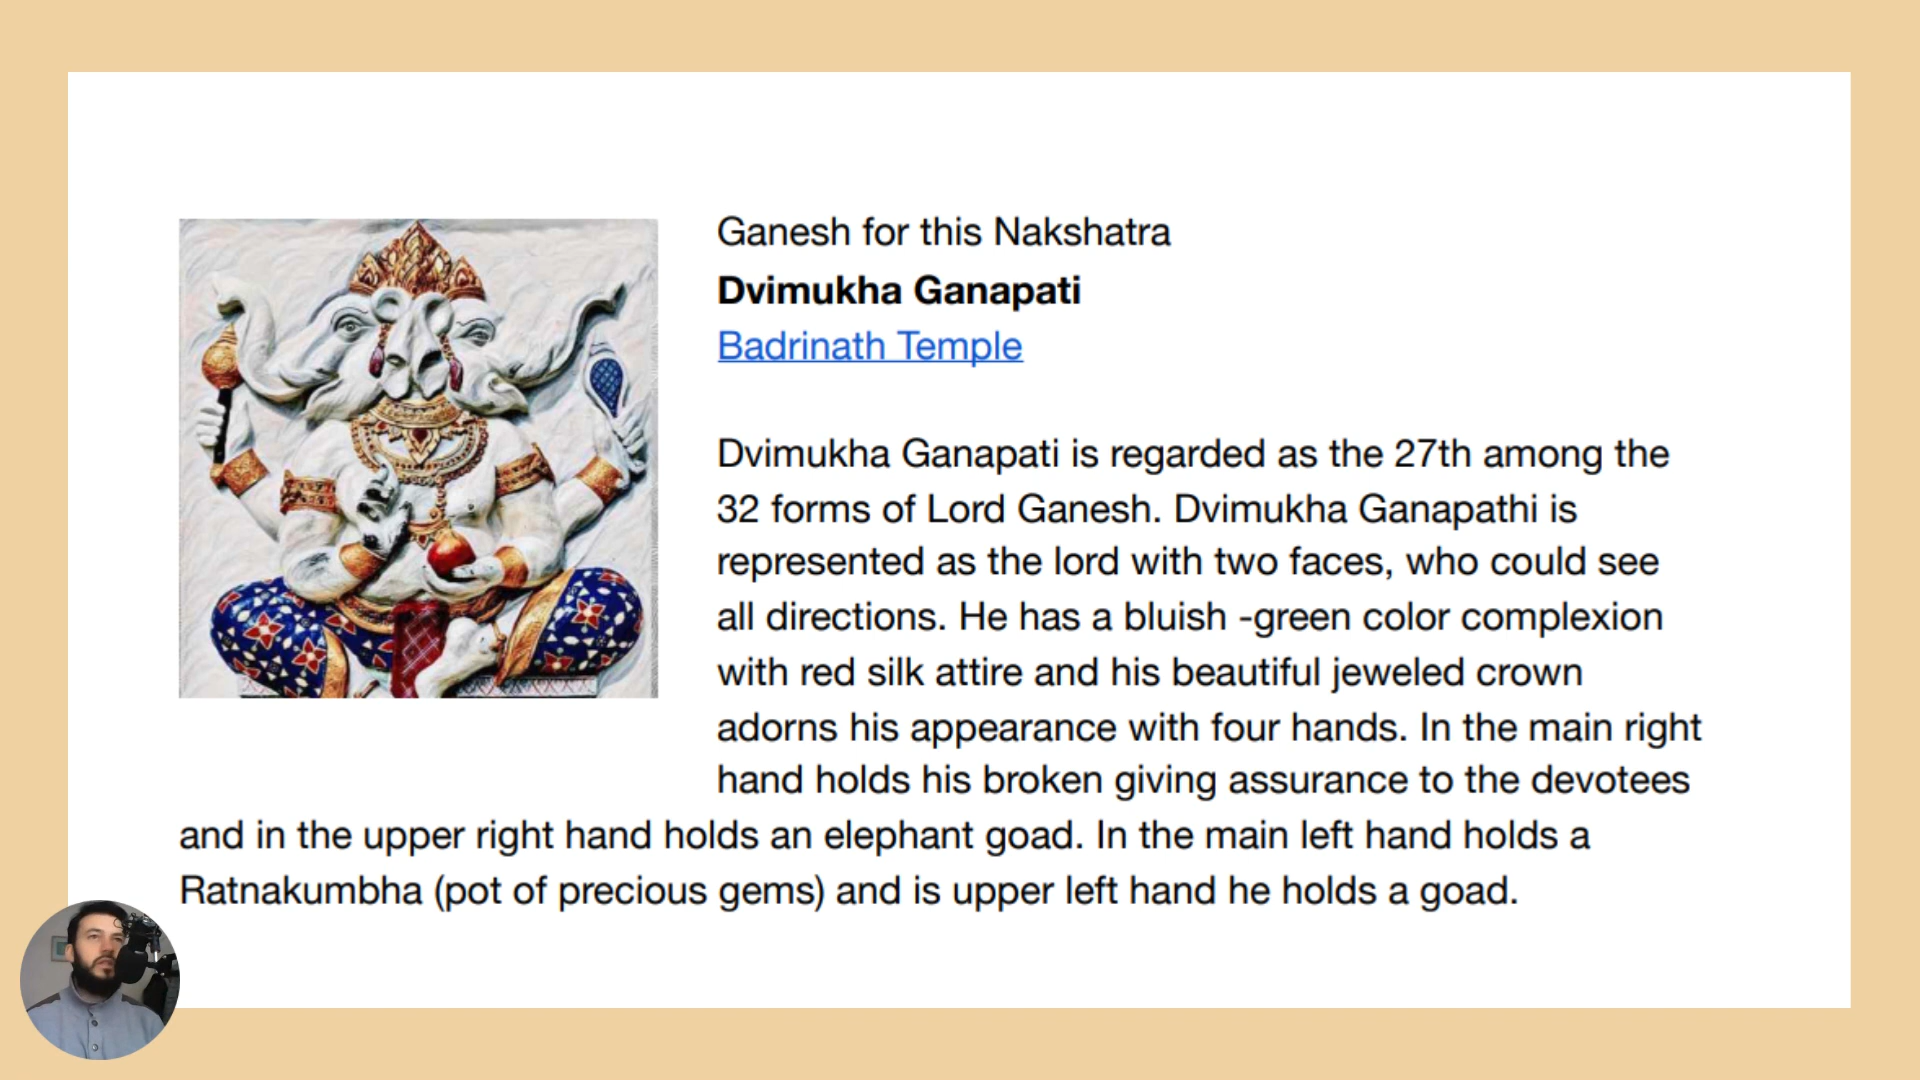 Ganesh for this Nakshatra
Dvimukha Ganapati
Badrinath Temple
Dvimukha Ganapati is regarded as the 27th among the
32 forms of Lord Ganesh. Dvimukha Ganapathi is
represented as the lord with two faces, who could see
all directions. He has a bluish -green color complexion
with red silk attire and his beautiful jeweled crown
adorns his appearance with four hands. In the main right
hand holds his broken giving assurance to the devotees
and in the upper right hand holds an elephant goad. In the main left hand holds a
Ratnakumbha (pot of precious gems) and is upper left hand he holds a goad.